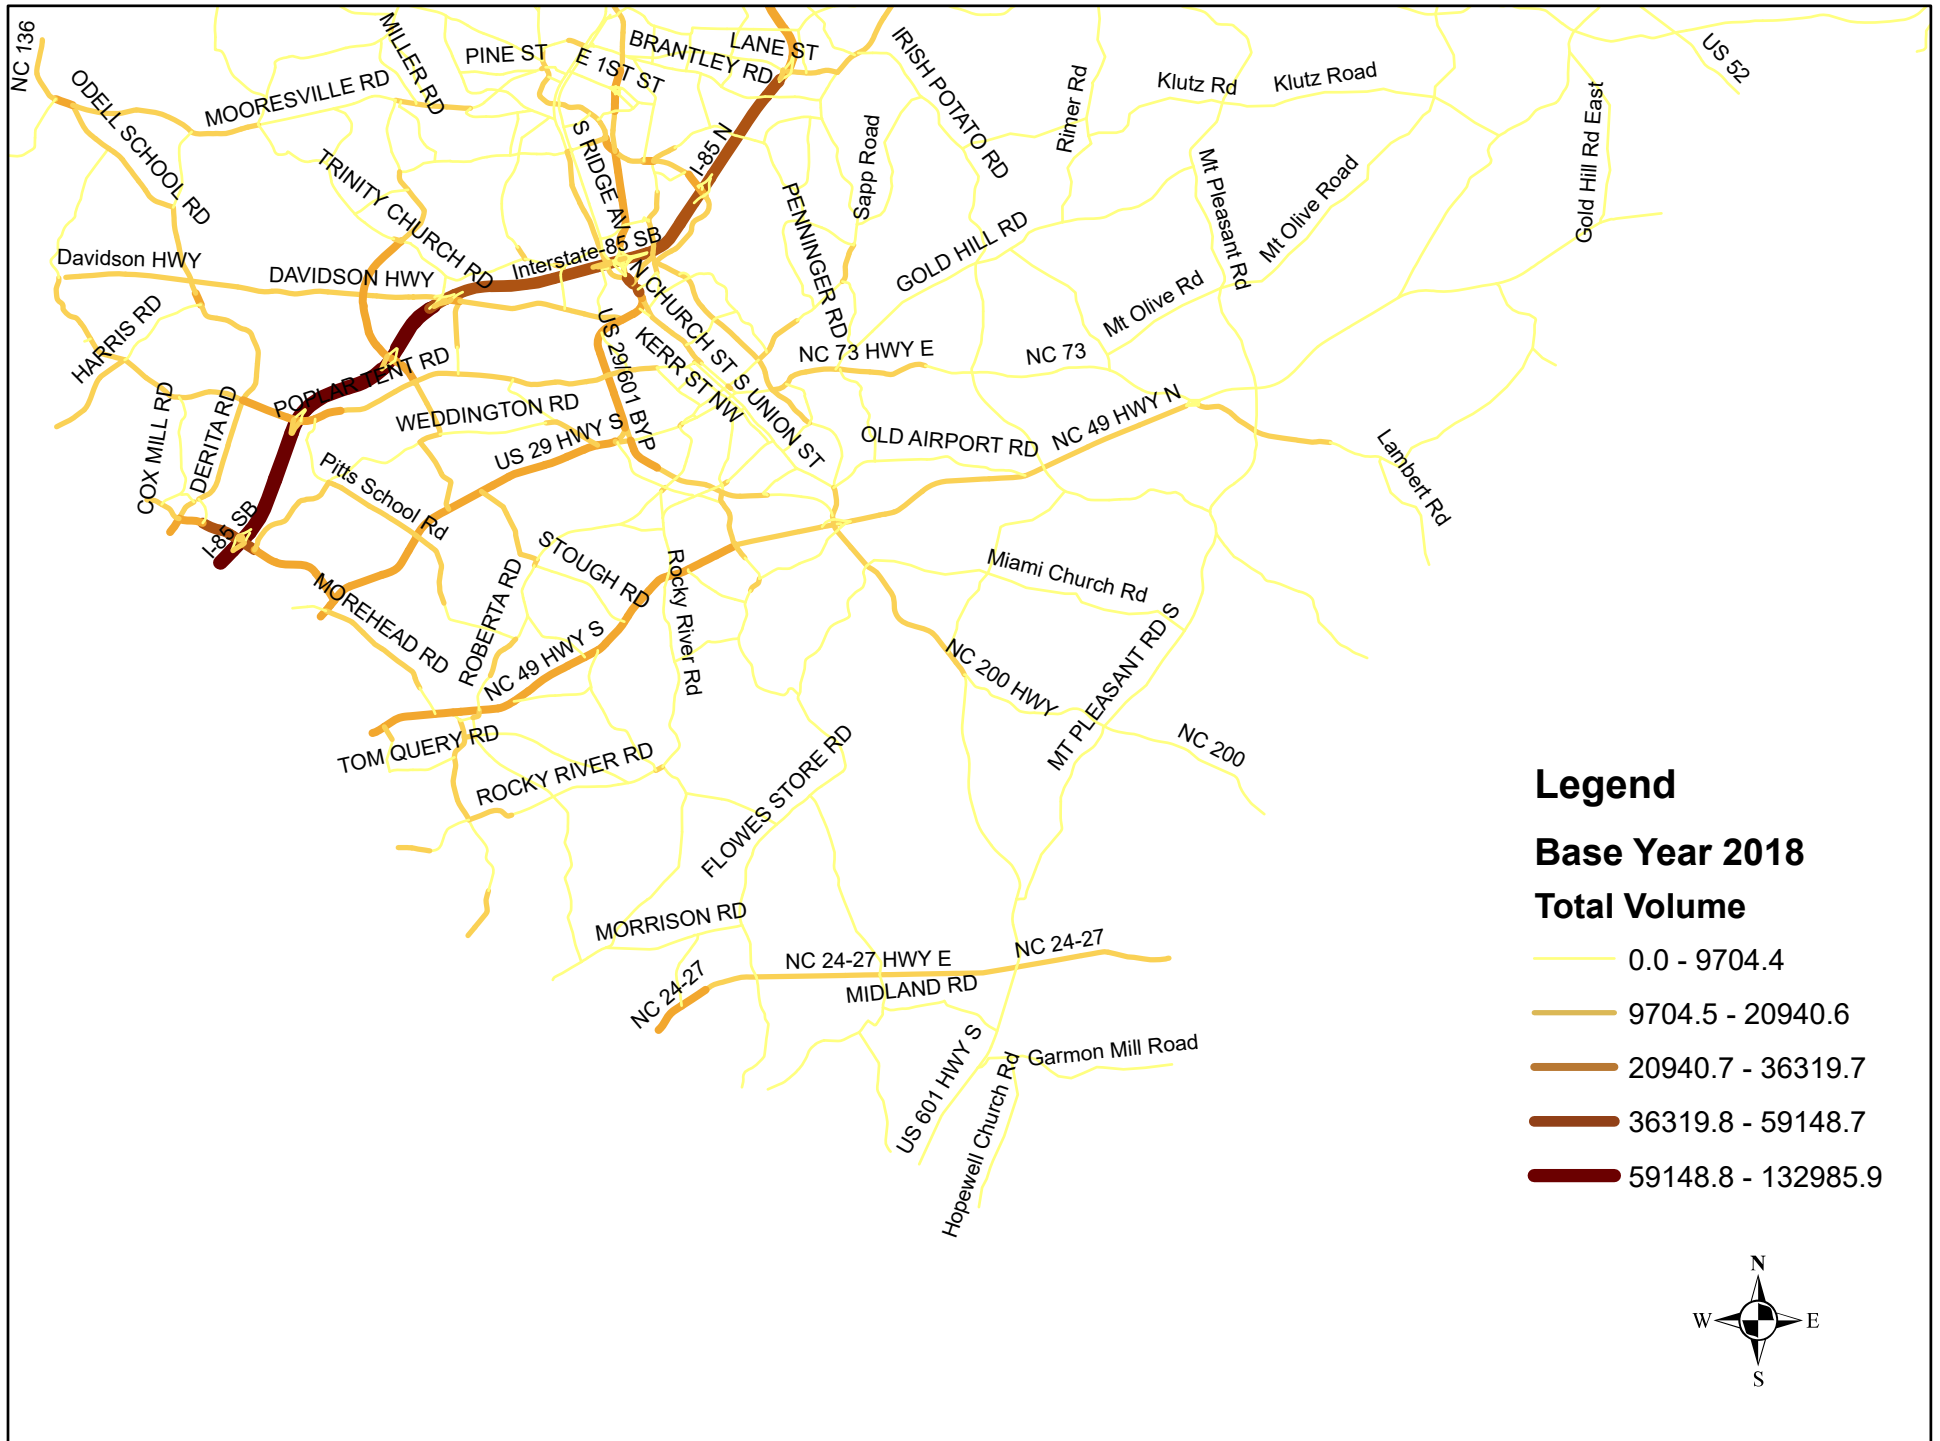 NC 136
ODELL SCHOOL RD
MOORESVILLE RD
MILLER RD
PINE ST
E 1ST ST
BRANTLEY RD
LANE ST
IRISH POTATO RD
Rimer Rd
Klutz Rd
Klutz Road
US 52
Gold Hill Rd East
TRINITY CHURCH RD
S RIDGE AV
I-85 N
PENNINGER RD
Sapp Road
GOLD HILL RD
Mt Pleasant Rd
Mt Olive Road
Mt Olive Rd
Davidson HWY
DAVIDSON HWY
Interstate-85 SB
N CHURCH ST
HARRIS RD
POPLAR TENT RD
US 29/601 BYP
KERR ST NW
S UNION ST
NC 73 HWY E
NC 73
COX MILL RD
DERITA RD
WEDDINGTON RD
US 29 HWY S
OLD AIRPORT RD
NC 49 HWY N
Lambert Rd
Pitts School Rd
I-85 SB
STOUGH RD
MOREHEAD RD
ROBERTA RD
Rocky River Rd
Miami Church Rd
NC 49 HWY S
NC 200 HWY
MT PLEASANT RD S
NC 200
TOM QUERY RD
ROCKY RIVER RD
FLOWES STORE RD
MORRISON RD
NC 24-27
NC 24-27 HWY E
NC 24-27
MIDLAND RD
US 601 HWY S
Hopewell Church Rd
Garmon Mill Road
Legend
Base Year 2018
Total Volume
0.0 - 9704.4
9704.5 - 20940.6
20940.7 - 36319.7
36319.8 - 59148.7
59148.8 - 132985.9
N
W E
S